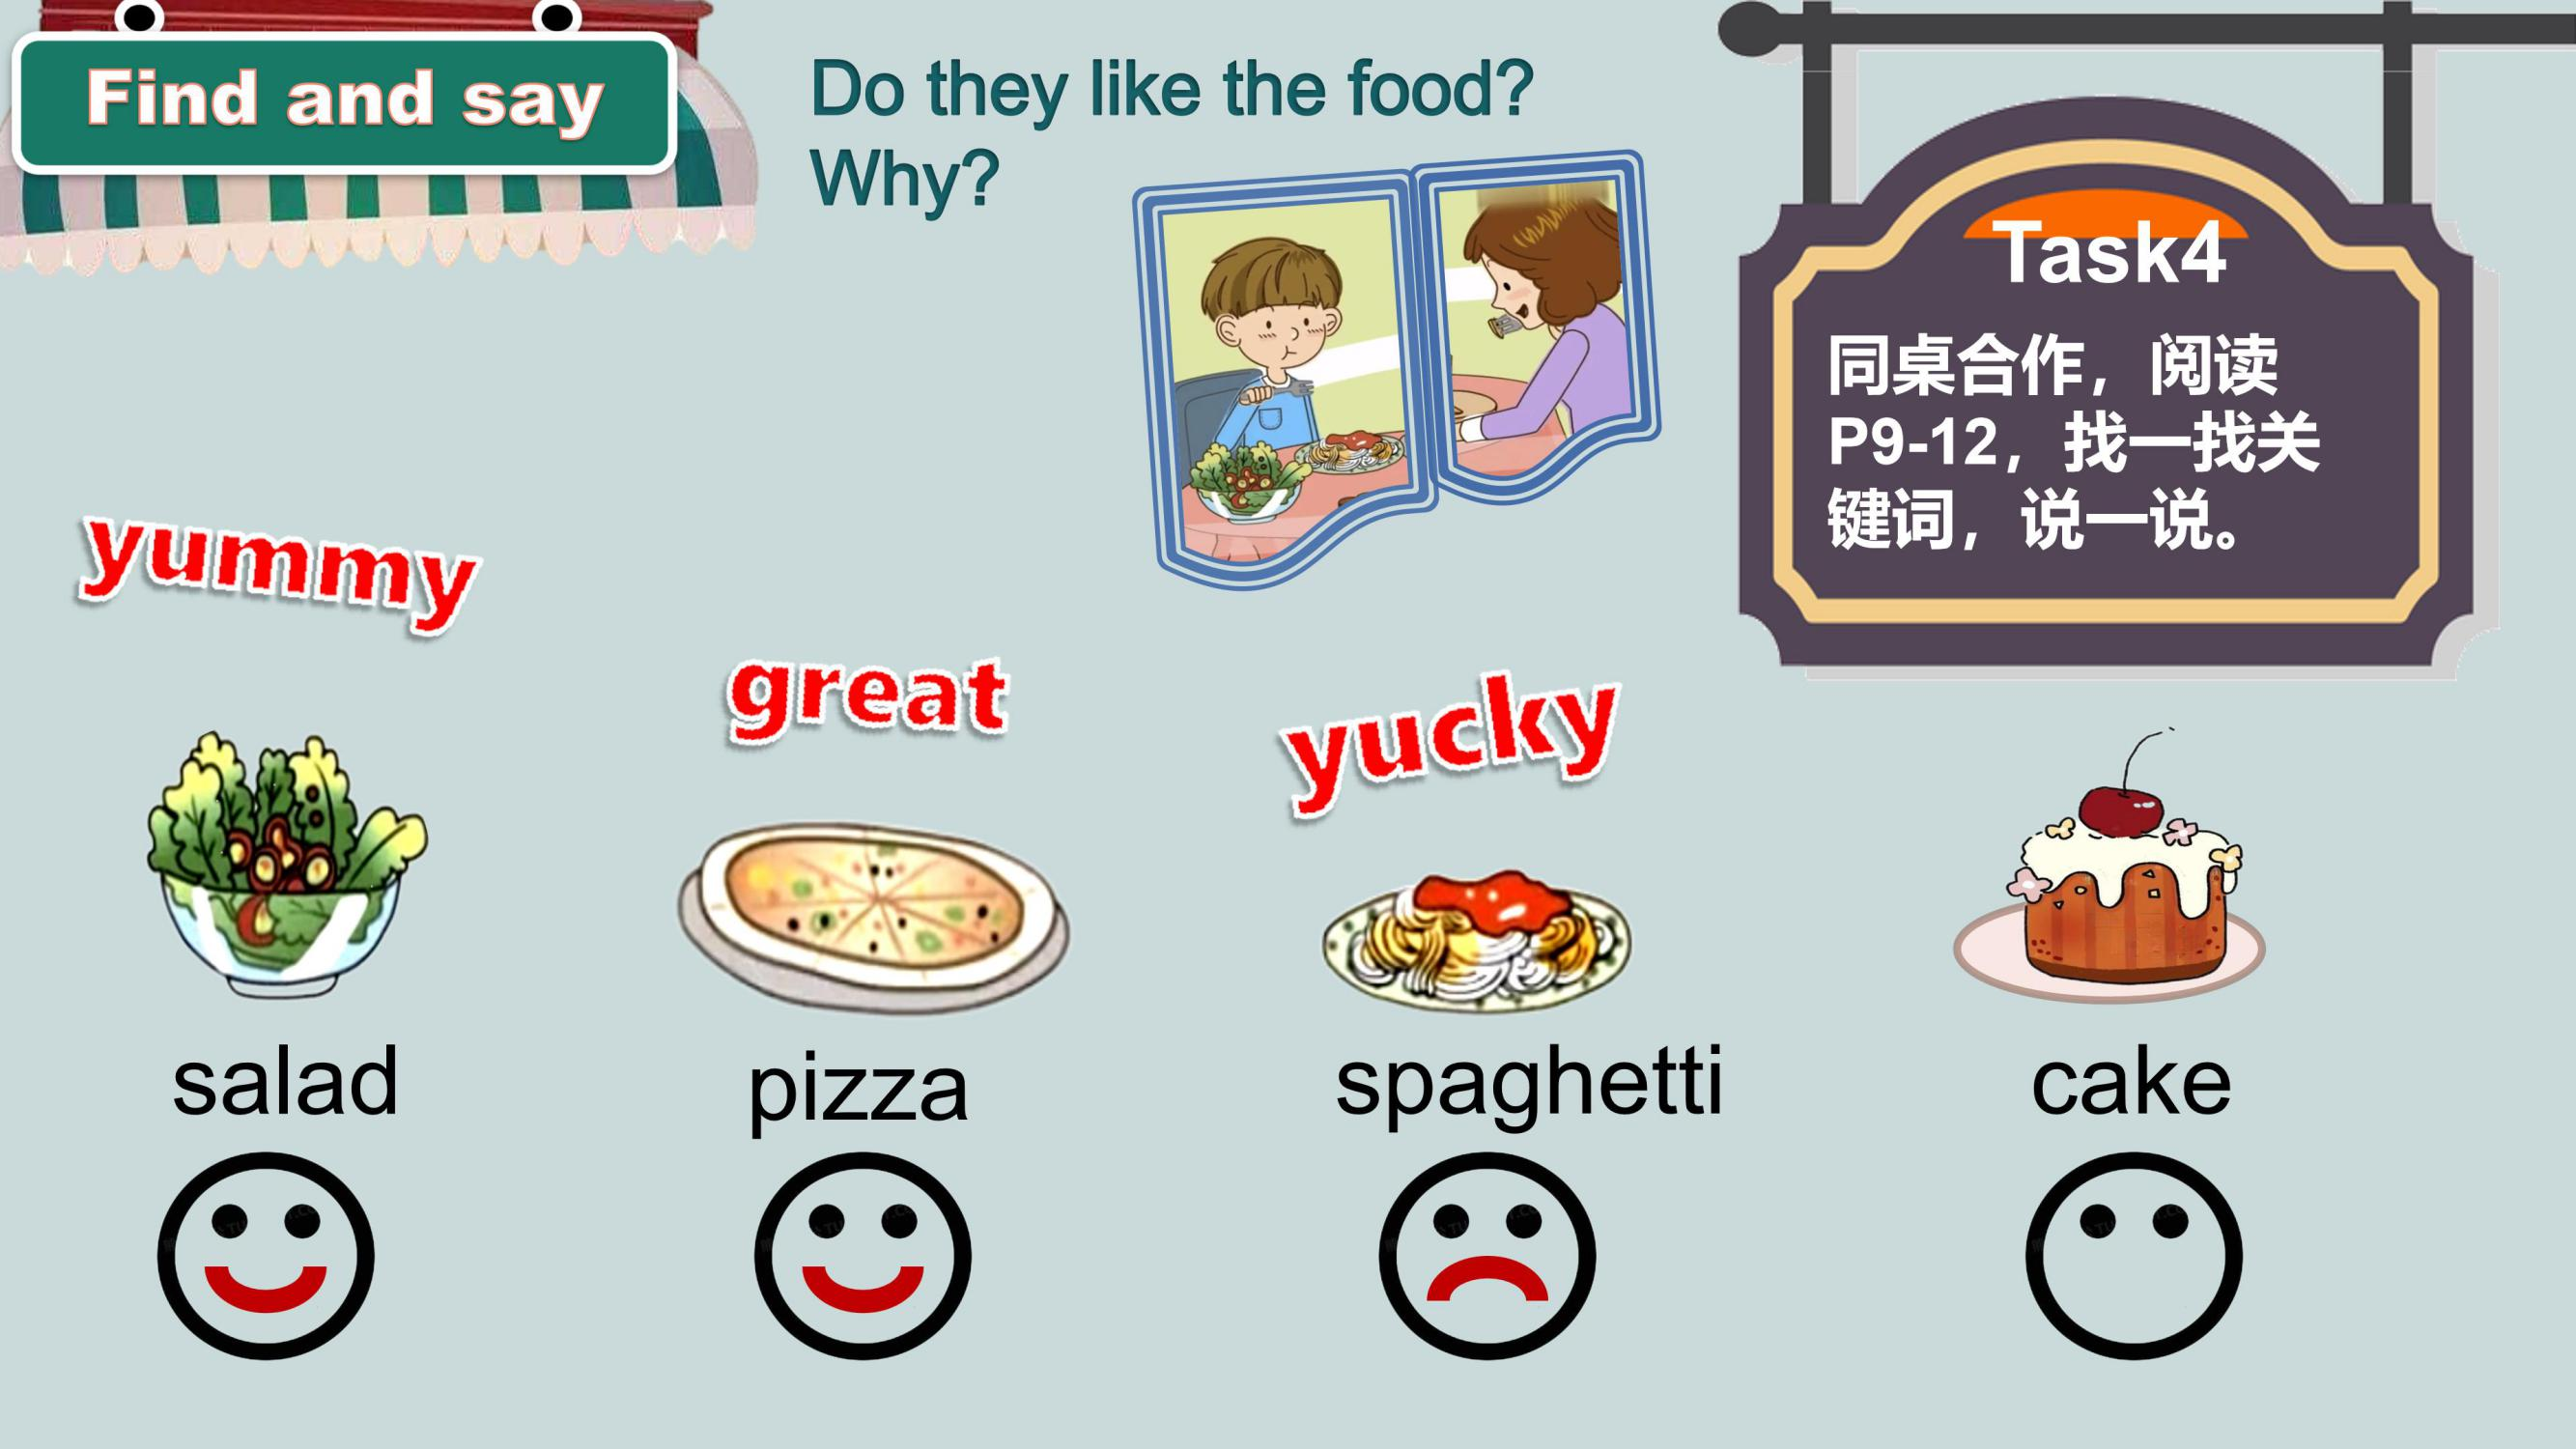 Find and say
Do they like the food?
Why?
Task4
同桌合作，阅读
P9-12，找一找关
键词，说一说。
yummy
great
yucky
salad
pizza
spaghetti
cake